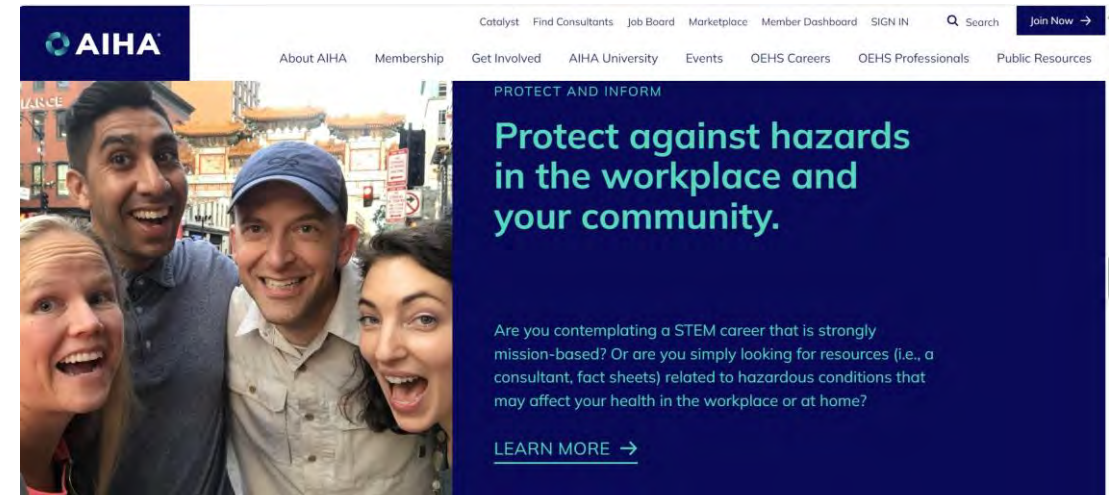 AIHA
Catalyst Find Consultants Job Board Marketplace Member Dashboard SIGN IN Search Join Now →
About AIHA Membership Get Involved AIHA University Events OEHS Careers OEHS Professionals Public Resources
PROTECT AND INFORM
Protect against hazards
in the workplace and
your community.
Are you contemplating a STEM career that is strongly
mission-based? Or are you simply looking for resources (i.e., a
consultant, fact sheets) related to hazardous conditions that
may affect your health in the workplace or at home?
LEARN MORE →